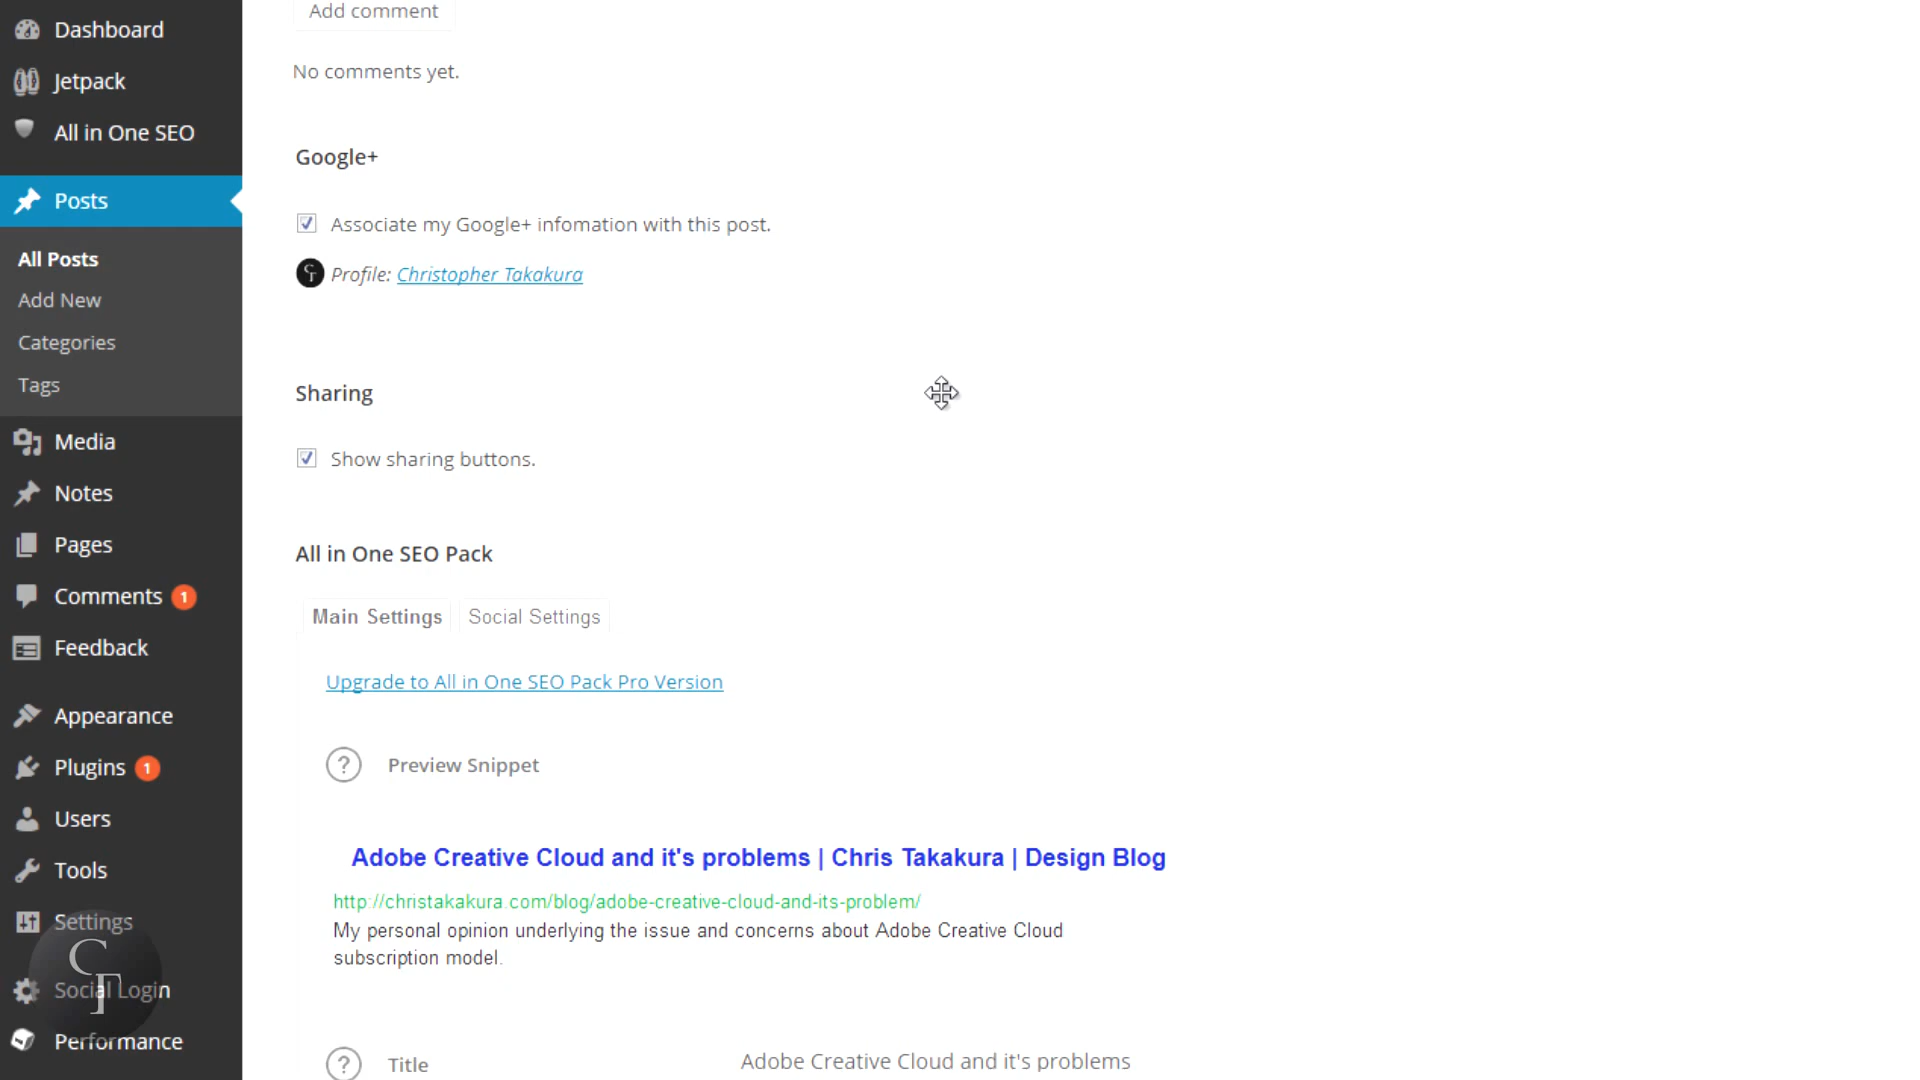 Dashboard
Jetpack
All in One SEO
Posts
All Posts
Add New
Categories
Tags
Media
Notes
Pages
Comments 1
Feedback
Appearance
Plugins 1
Users
Tools
Settings
Social Login
Performance
CT
Add comment
No comments yet.
Google+
Associate my Google+ infomation with this post.
CT
Profile: Christopher Takakura
Sharing
Show sharing buttons.
All in One SEO Pack
Main Settings Social Settings
Upgrade to All in One SEO Pack Pro Version
? Preview Snippet
Adobe Creative Cloud and it's problems | Chris Takakura | Design Blog
http://christakakura.com/blog/adobe-creative-cloud-and-its-problem/
My personal opinion underlying the issue and concerns about Adobe Creative Cloud
subscription model.
? Title Adobe Creative Cloud and it's problems